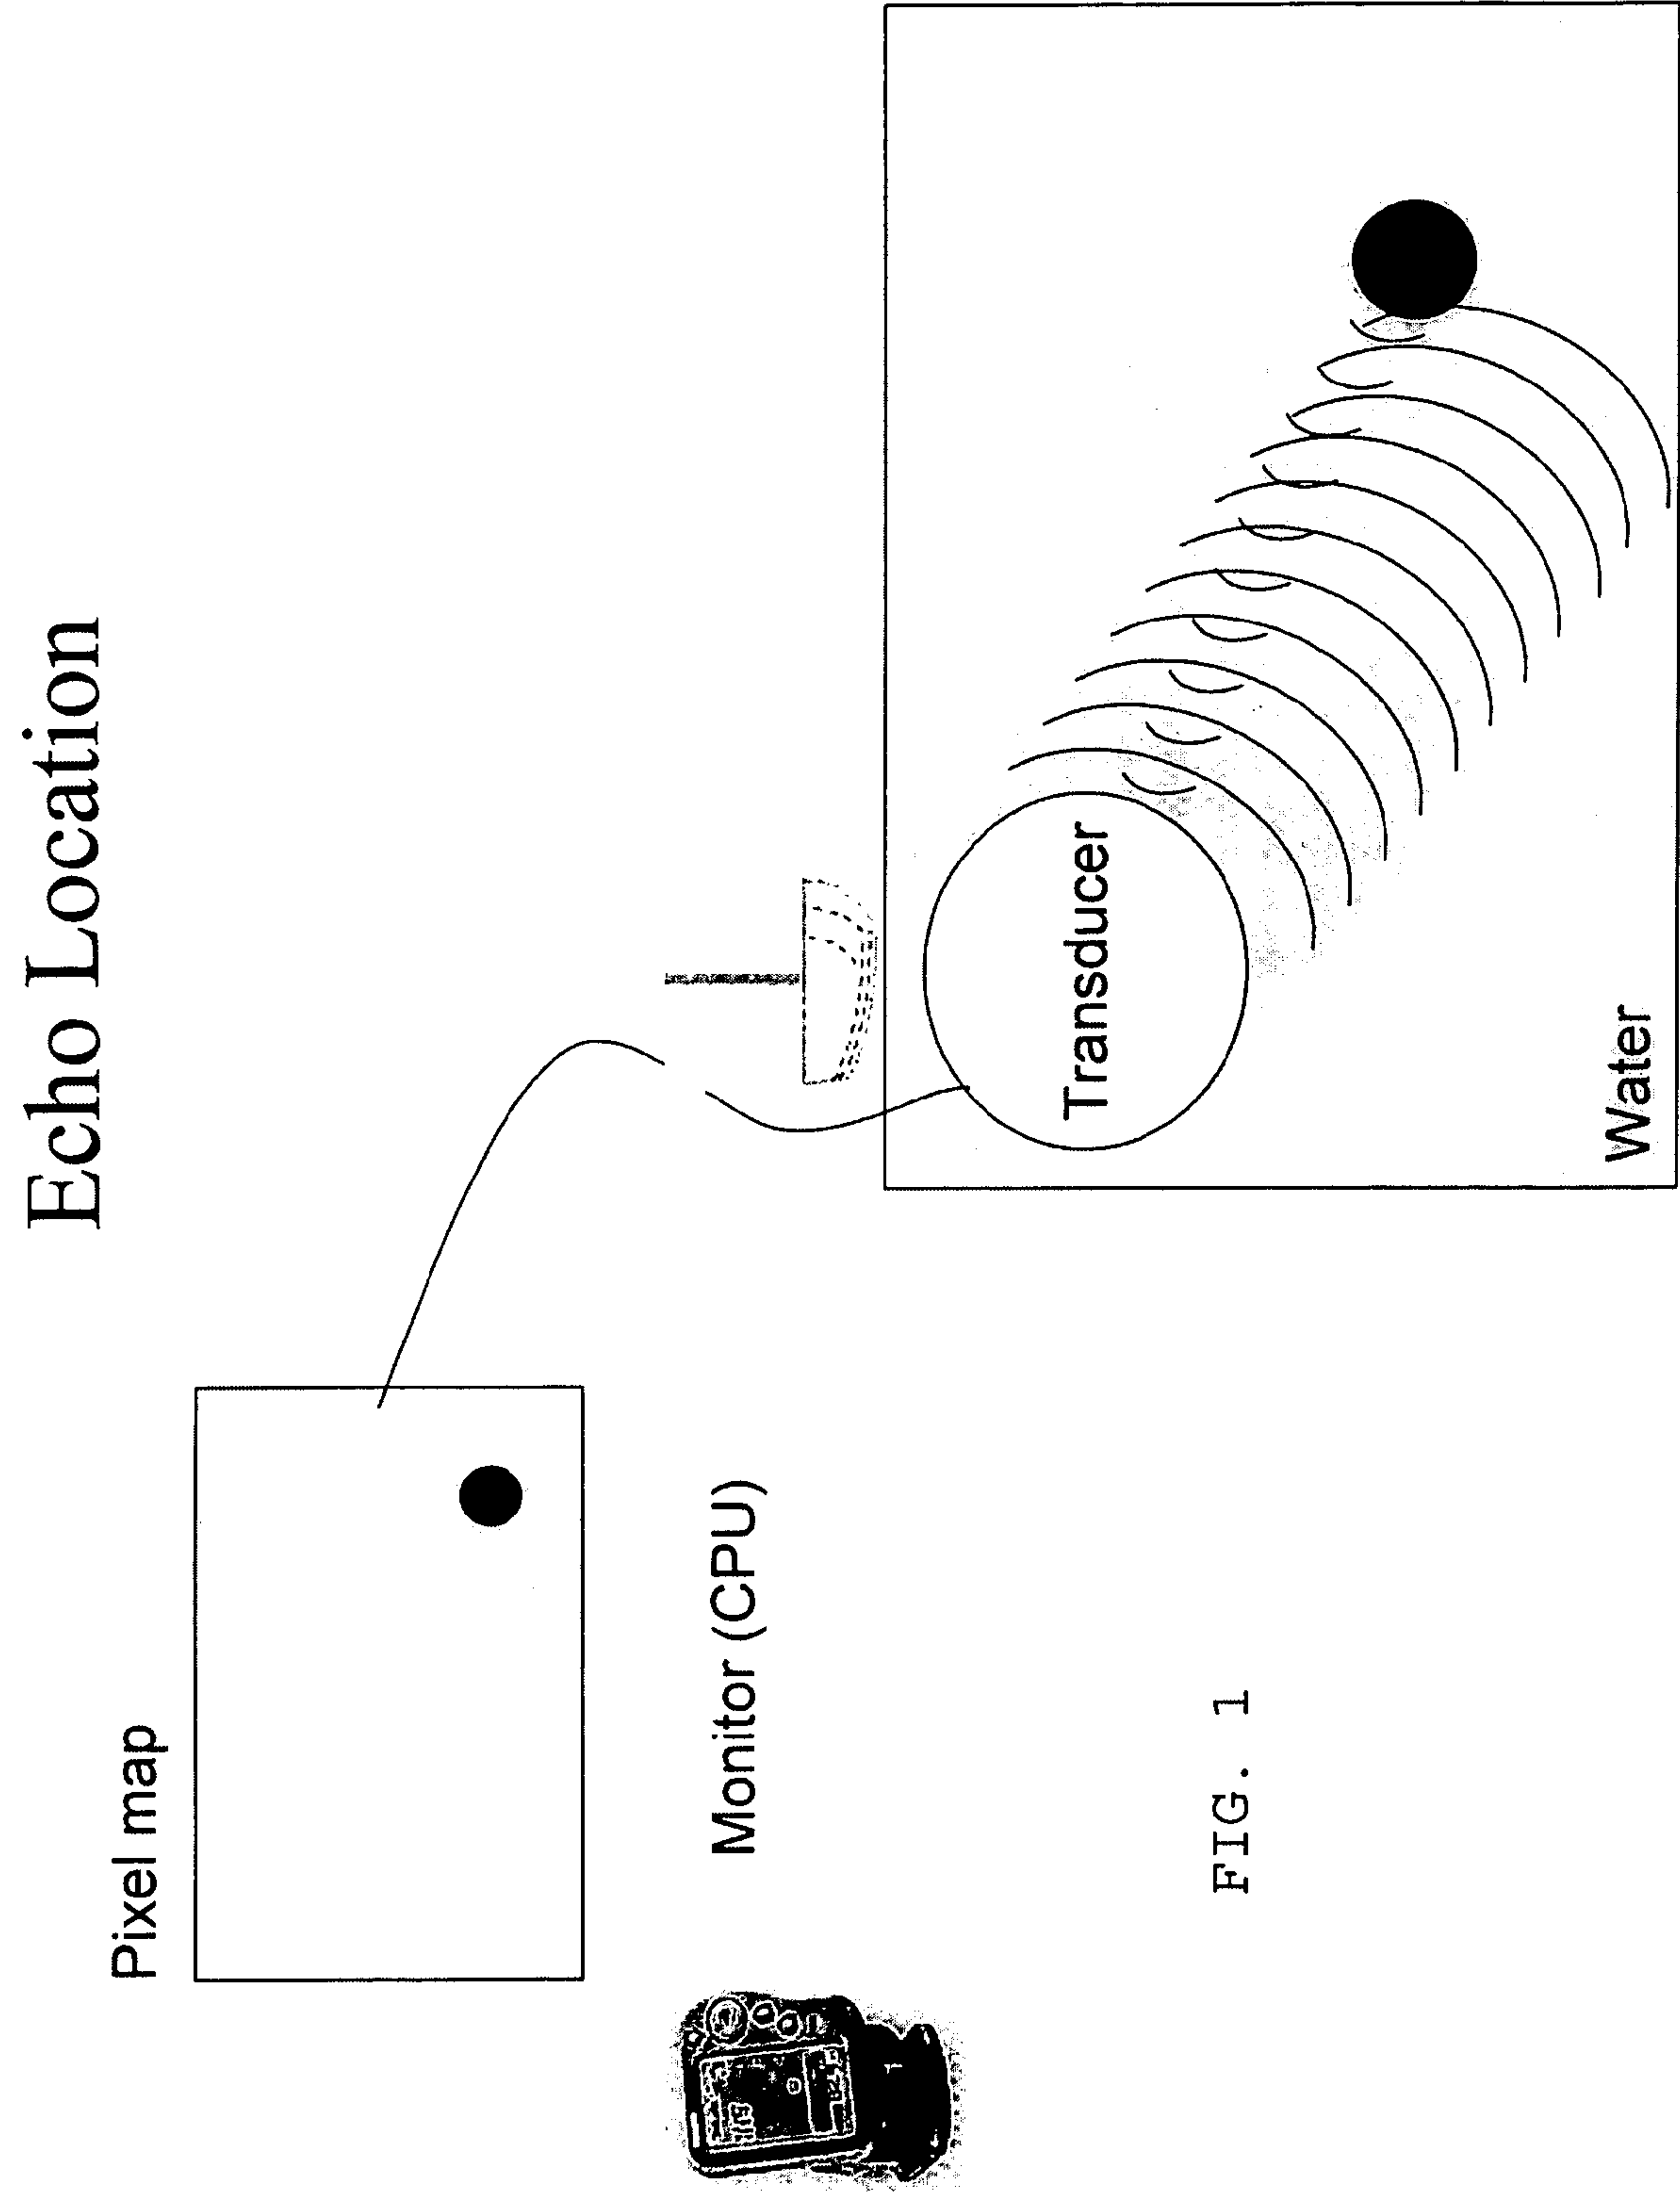 Echo Location
Pixel map
Monitor (CPU)
Transducer
Water
FIG. 1